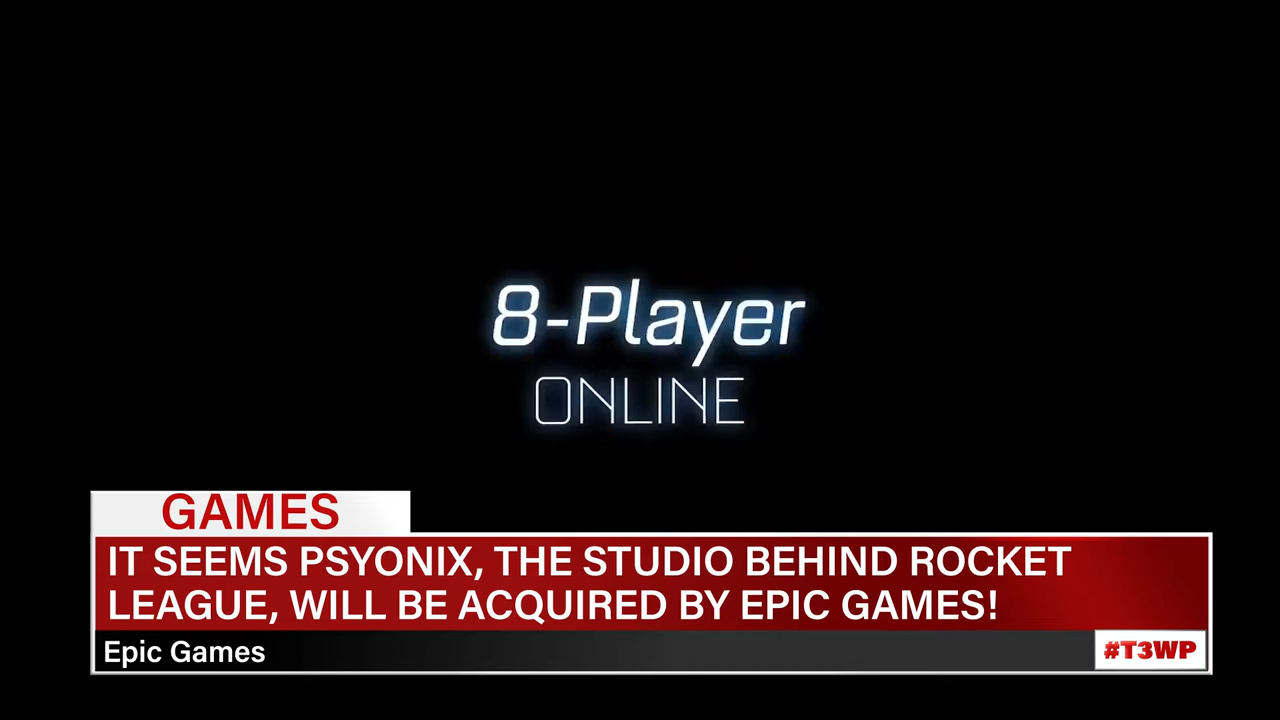 8-Player
ONLINE
GAMES
IT SEEMS PSYONIX, THE STUDIO BEHIND ROCKET
LEAGUE, WILL BE ACQUIRED BY EPIC GAMES!
Epic Games
#T3WP